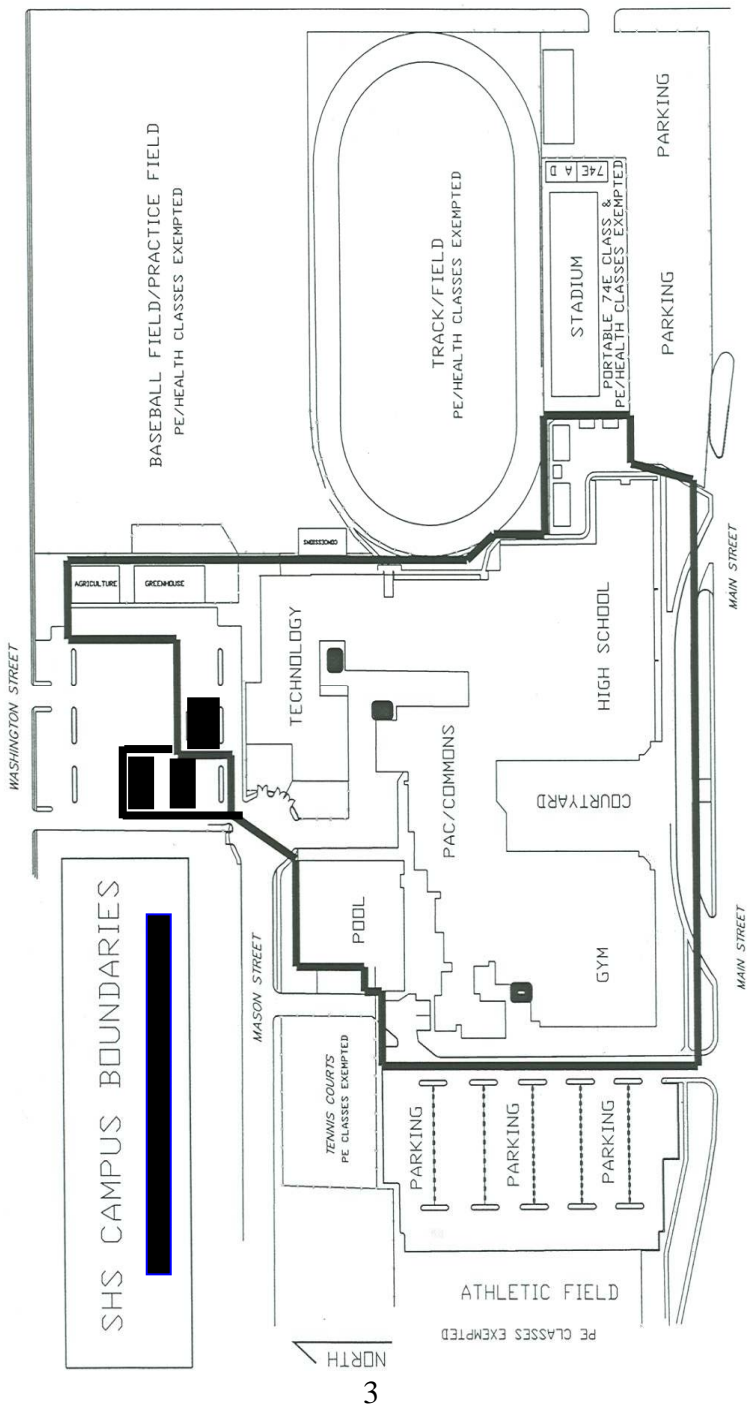 SHS CAMPUS BOUNDARIES
WASHINGTON STREET
MASON STREET
TENNIS COURTS
PE CLASSES EXEMPTED
AGRICULTURE
GREENHOUSE
CONCESSIONS
BASEBALL FIELD/PRACTICE FIELD
PE/HEALTH CLASSES EXEMPTED
TRACK/FIELD
PE/HEALTH CLASSES EXEMPTED
TECHNOLOGY
POOL
PAC/COMMONS
COURTYARD
HIGH SCHOOL
GYM
STADIUM
74E A D
PORTABLE 74E CLASS &
PE/HEALTH CLASSES EXEMPTED
PARKING
PARKING
PARKING
PARKING
PARKING
MAIN STREET
MAIN STREET
ATHLETIC FIELD
PE CLASSES EXEMPTED
NORTH
3